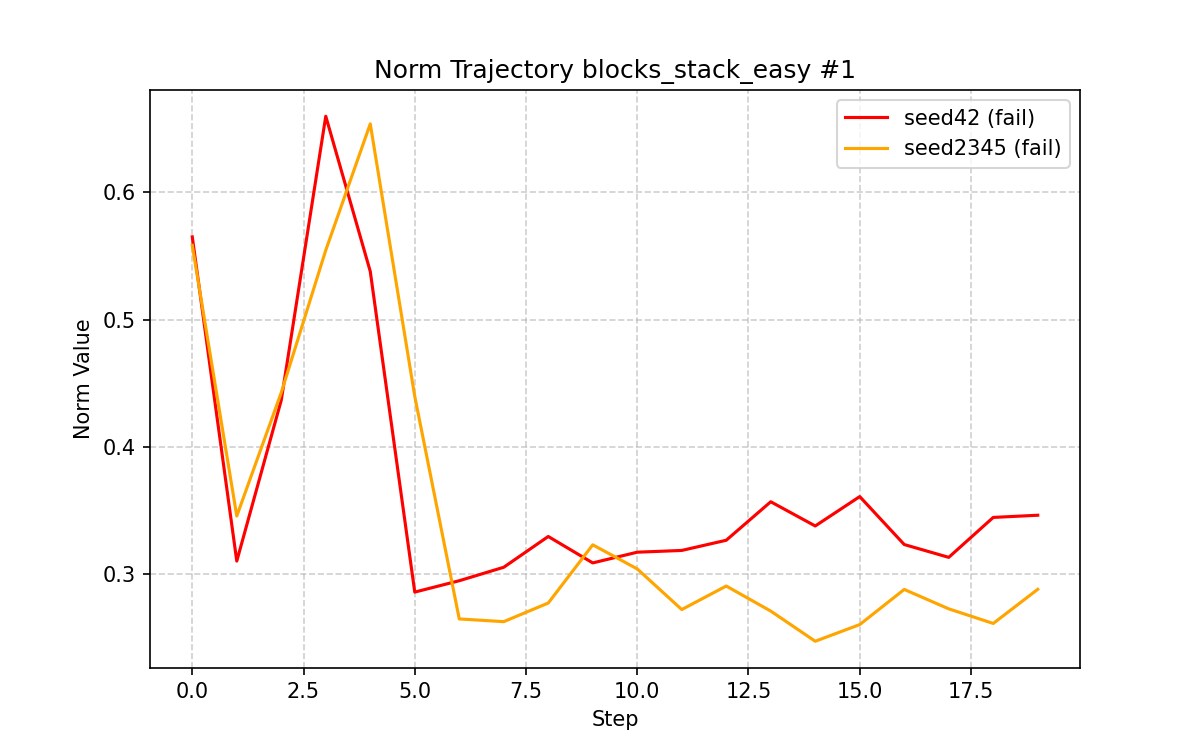 Norm Trajectory blocks_stack_easy #1
seed42 (fail)
seed2345 (fail)
Norm Value
0.6
0.5
0.4
0.3
0.0 2.5 5.0 7.5 10.0 12.5 15.0 17.5
Step